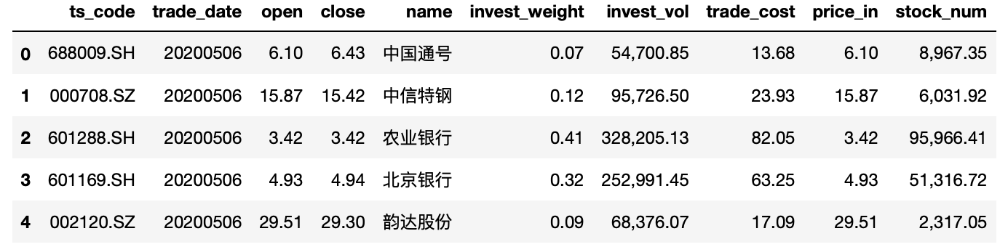 ts_code trade_date open close name invest_weight invest_vol trade_cost price_in stock_num
0 688009.SH 20200506 6.10 6.43 中国通号 0.07 54,700.85 13.68 6.10 8,967.35
1 000708.SZ 20200506 15.87 15.42 中信特钢 0.12 95,726.50 23.93 15.87 6,031.92
2 601288.SH 20200506 3.42 3.42 农业银行 0.41 328,205.13 82.05 3.42 95,966.41
3 601169.SH 20200506 4.93 4.94 北京银行 0.32 252,991.45 63.25 4.93 51,316.72
4 002120.SZ 20200506 29.51 29.30 韵达股份 0.09 68,376.07 17.09 29.51 2,317.05